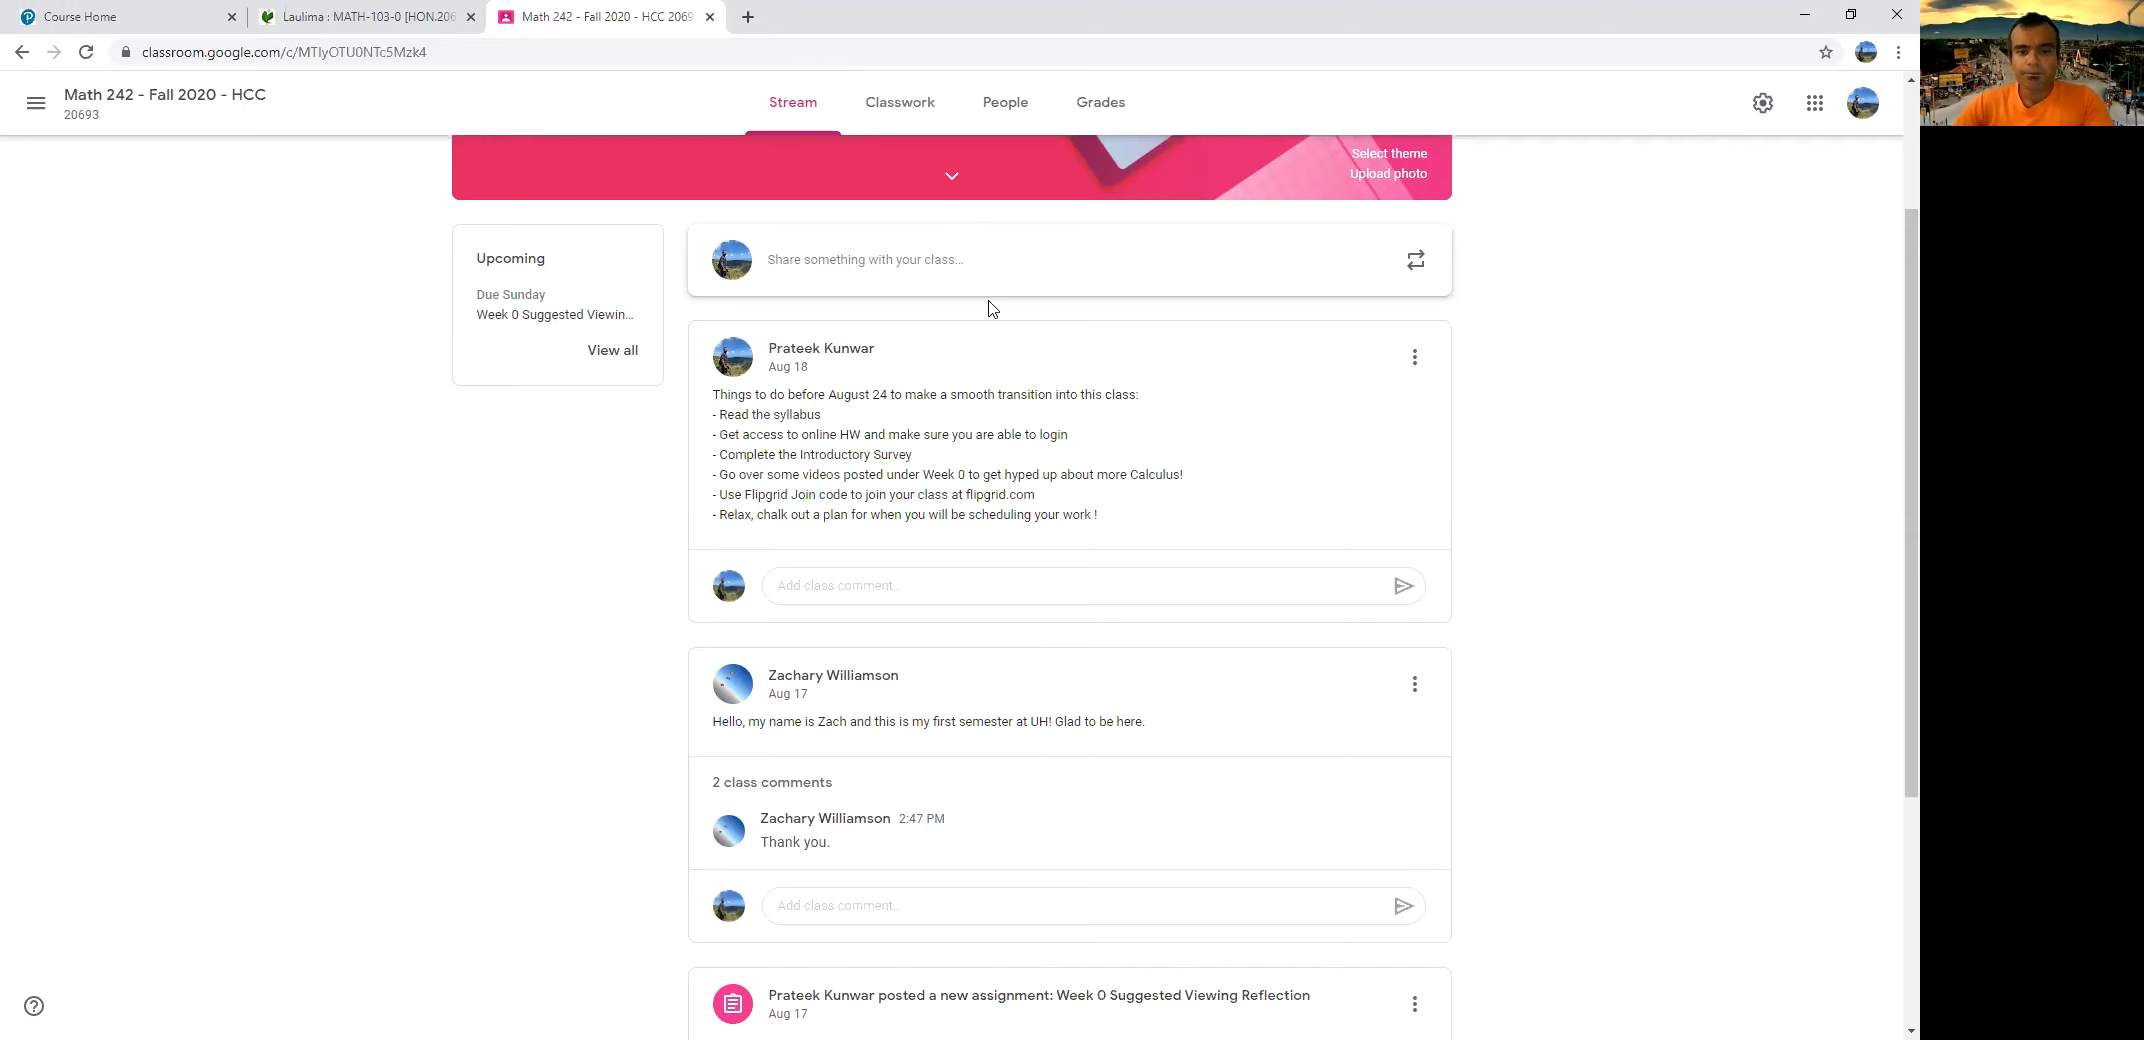 Course Home
Laulima : MATH-103-0 [HON.206
Math 242 - Fall 2020 - HCC 2069
classroom.google.com/c/MTIyOTU0NTc5Mzk4
Math 242 - Fall 2020 - HCC
20693
Stream
Classwork
People
Grades
Select theme
Upload photo
Upcoming
Due Sunday
Week 0 Suggested Viewin...
View all
Share something with your class...
Prateek Kunwar
Aug 18
Things to do before August 24 to make a smooth transition into this class:
- Read the syllabus
- Get access to online HW and make sure you are able to login
- Complete the Introductory Survey
- Go over some videos posted under Week 0 to get hyped up about more Calculus!
- Use Flipgrid Join code to join your class at flipgrid.com
- Relax, chalk out a plan for when you will be scheduling your work !
Add class comment...
Zachary Williamson
Aug 17
Hello, my name is Zach and this is my first semester at UH! Glad to be here.
2 class comments
Zachary Williamson 2:47 PM
Thank you.
Add class comment...
Prateek Kunwar posted a new assignment: Week 0 Suggested Viewing Reflection
Aug 17